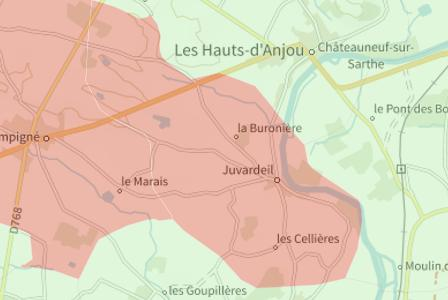 Les Hauts-d'Anjou
Châteauneuf-sur-
Sarthe
le Pont des Bo
la Buronière
mpigné
Juvardeil
le Marais
D768
les Cellières
Moulin d
les Goupillères